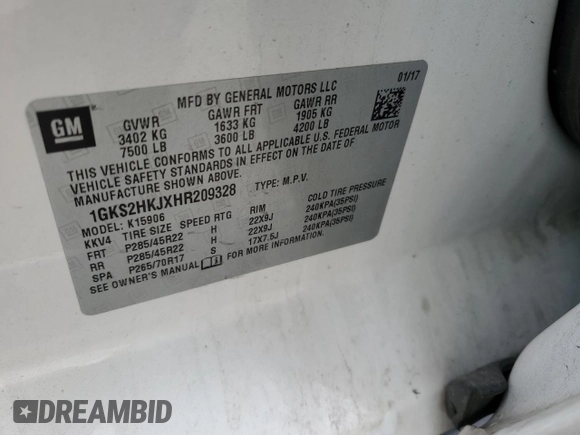 GM
MFD BY GENERAL MOTORS LLC
01/17
GVWR GAWR FRT GAWR RR
3402 KG 1633 KG 1905 KG
7500 LB 3600 LB 4200 LB
THIS VEHICLE CONFORMS TO ALL APPLICABLE U.S. FEDERAL MOTOR
VEHICLE SAFETY STANDARDS IN EFFECT ON THE DATE OF
MANUFACTURE SHOWN ABOVE.
1GKS2HKJXHR209328 TYPE: M.P.V.
MODEL: K15906
KKV4 TIRE SIZE SPEED RTG RIM COLD TIRE PRESSURE
FRT P285/45R22 H 22X9J 240KPA(35PSI)
RR P285/45R22 H 22X9J 240KPA(35PSI)
SPA P265/70R17 S 17X7.5J 240KPA(35PSI)
SEE OWNER'S MANUAL FOR MORE INFORMATION.
DREAMBID